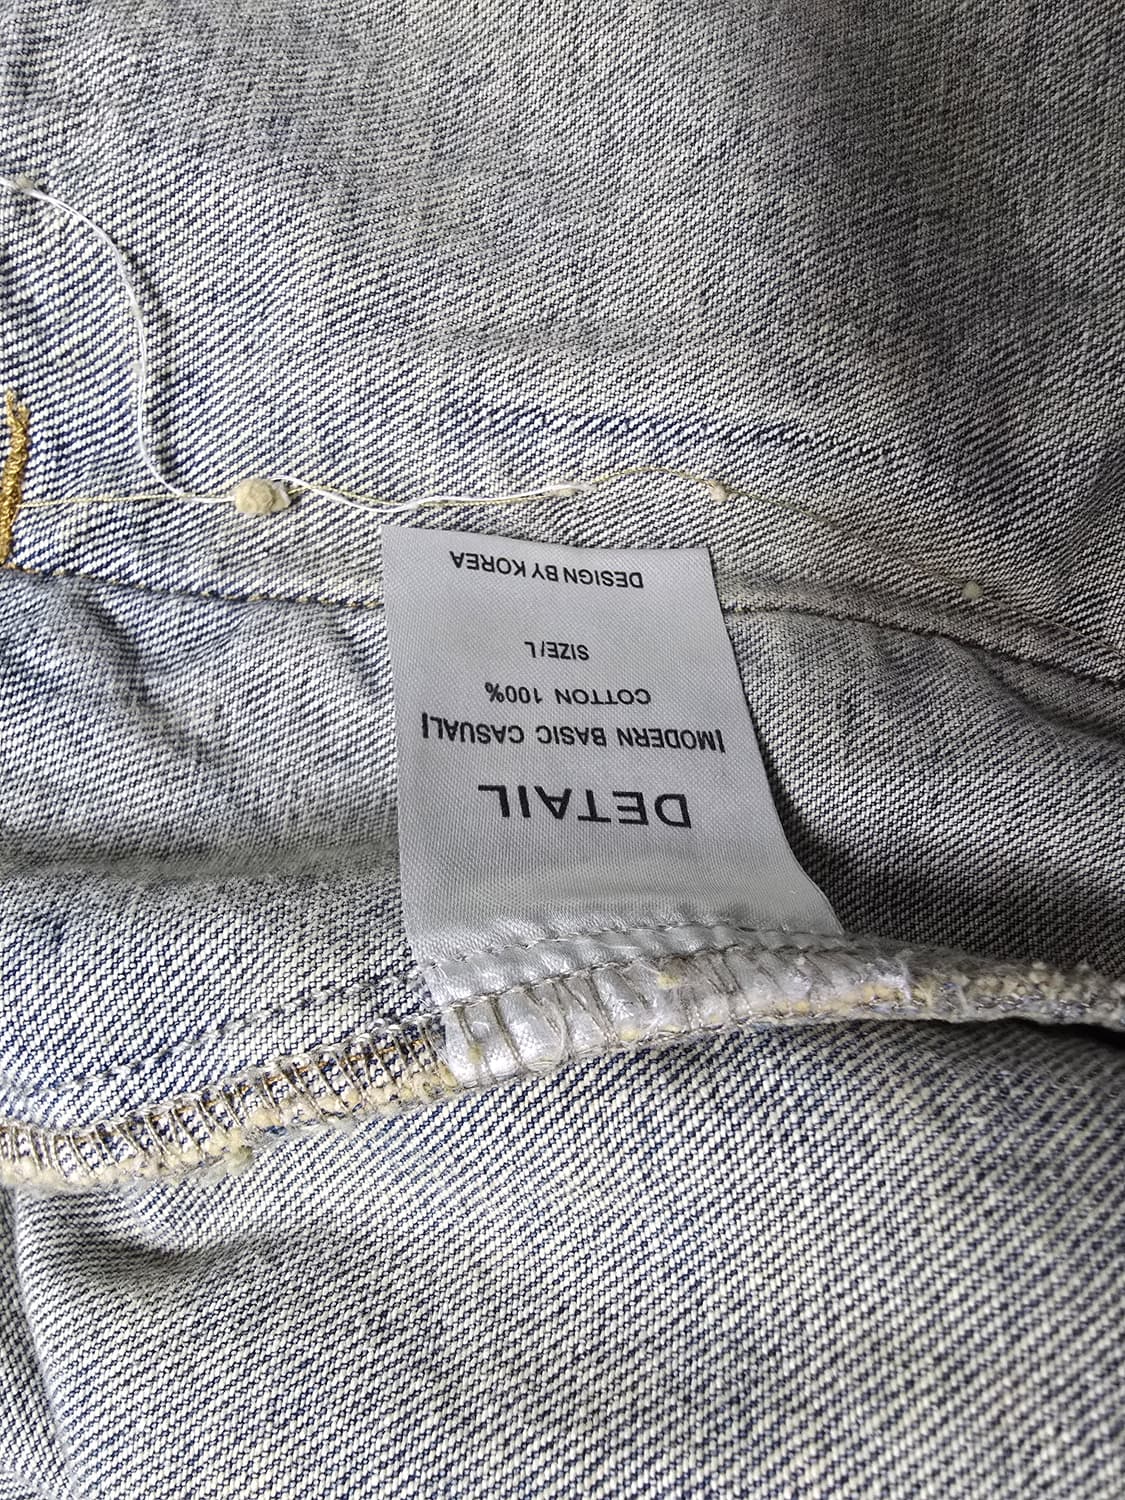 DETAIL
|MODERN BASIC CASUAL|
COTTON 100%
SIZE/L
DESIGN BY KOREA